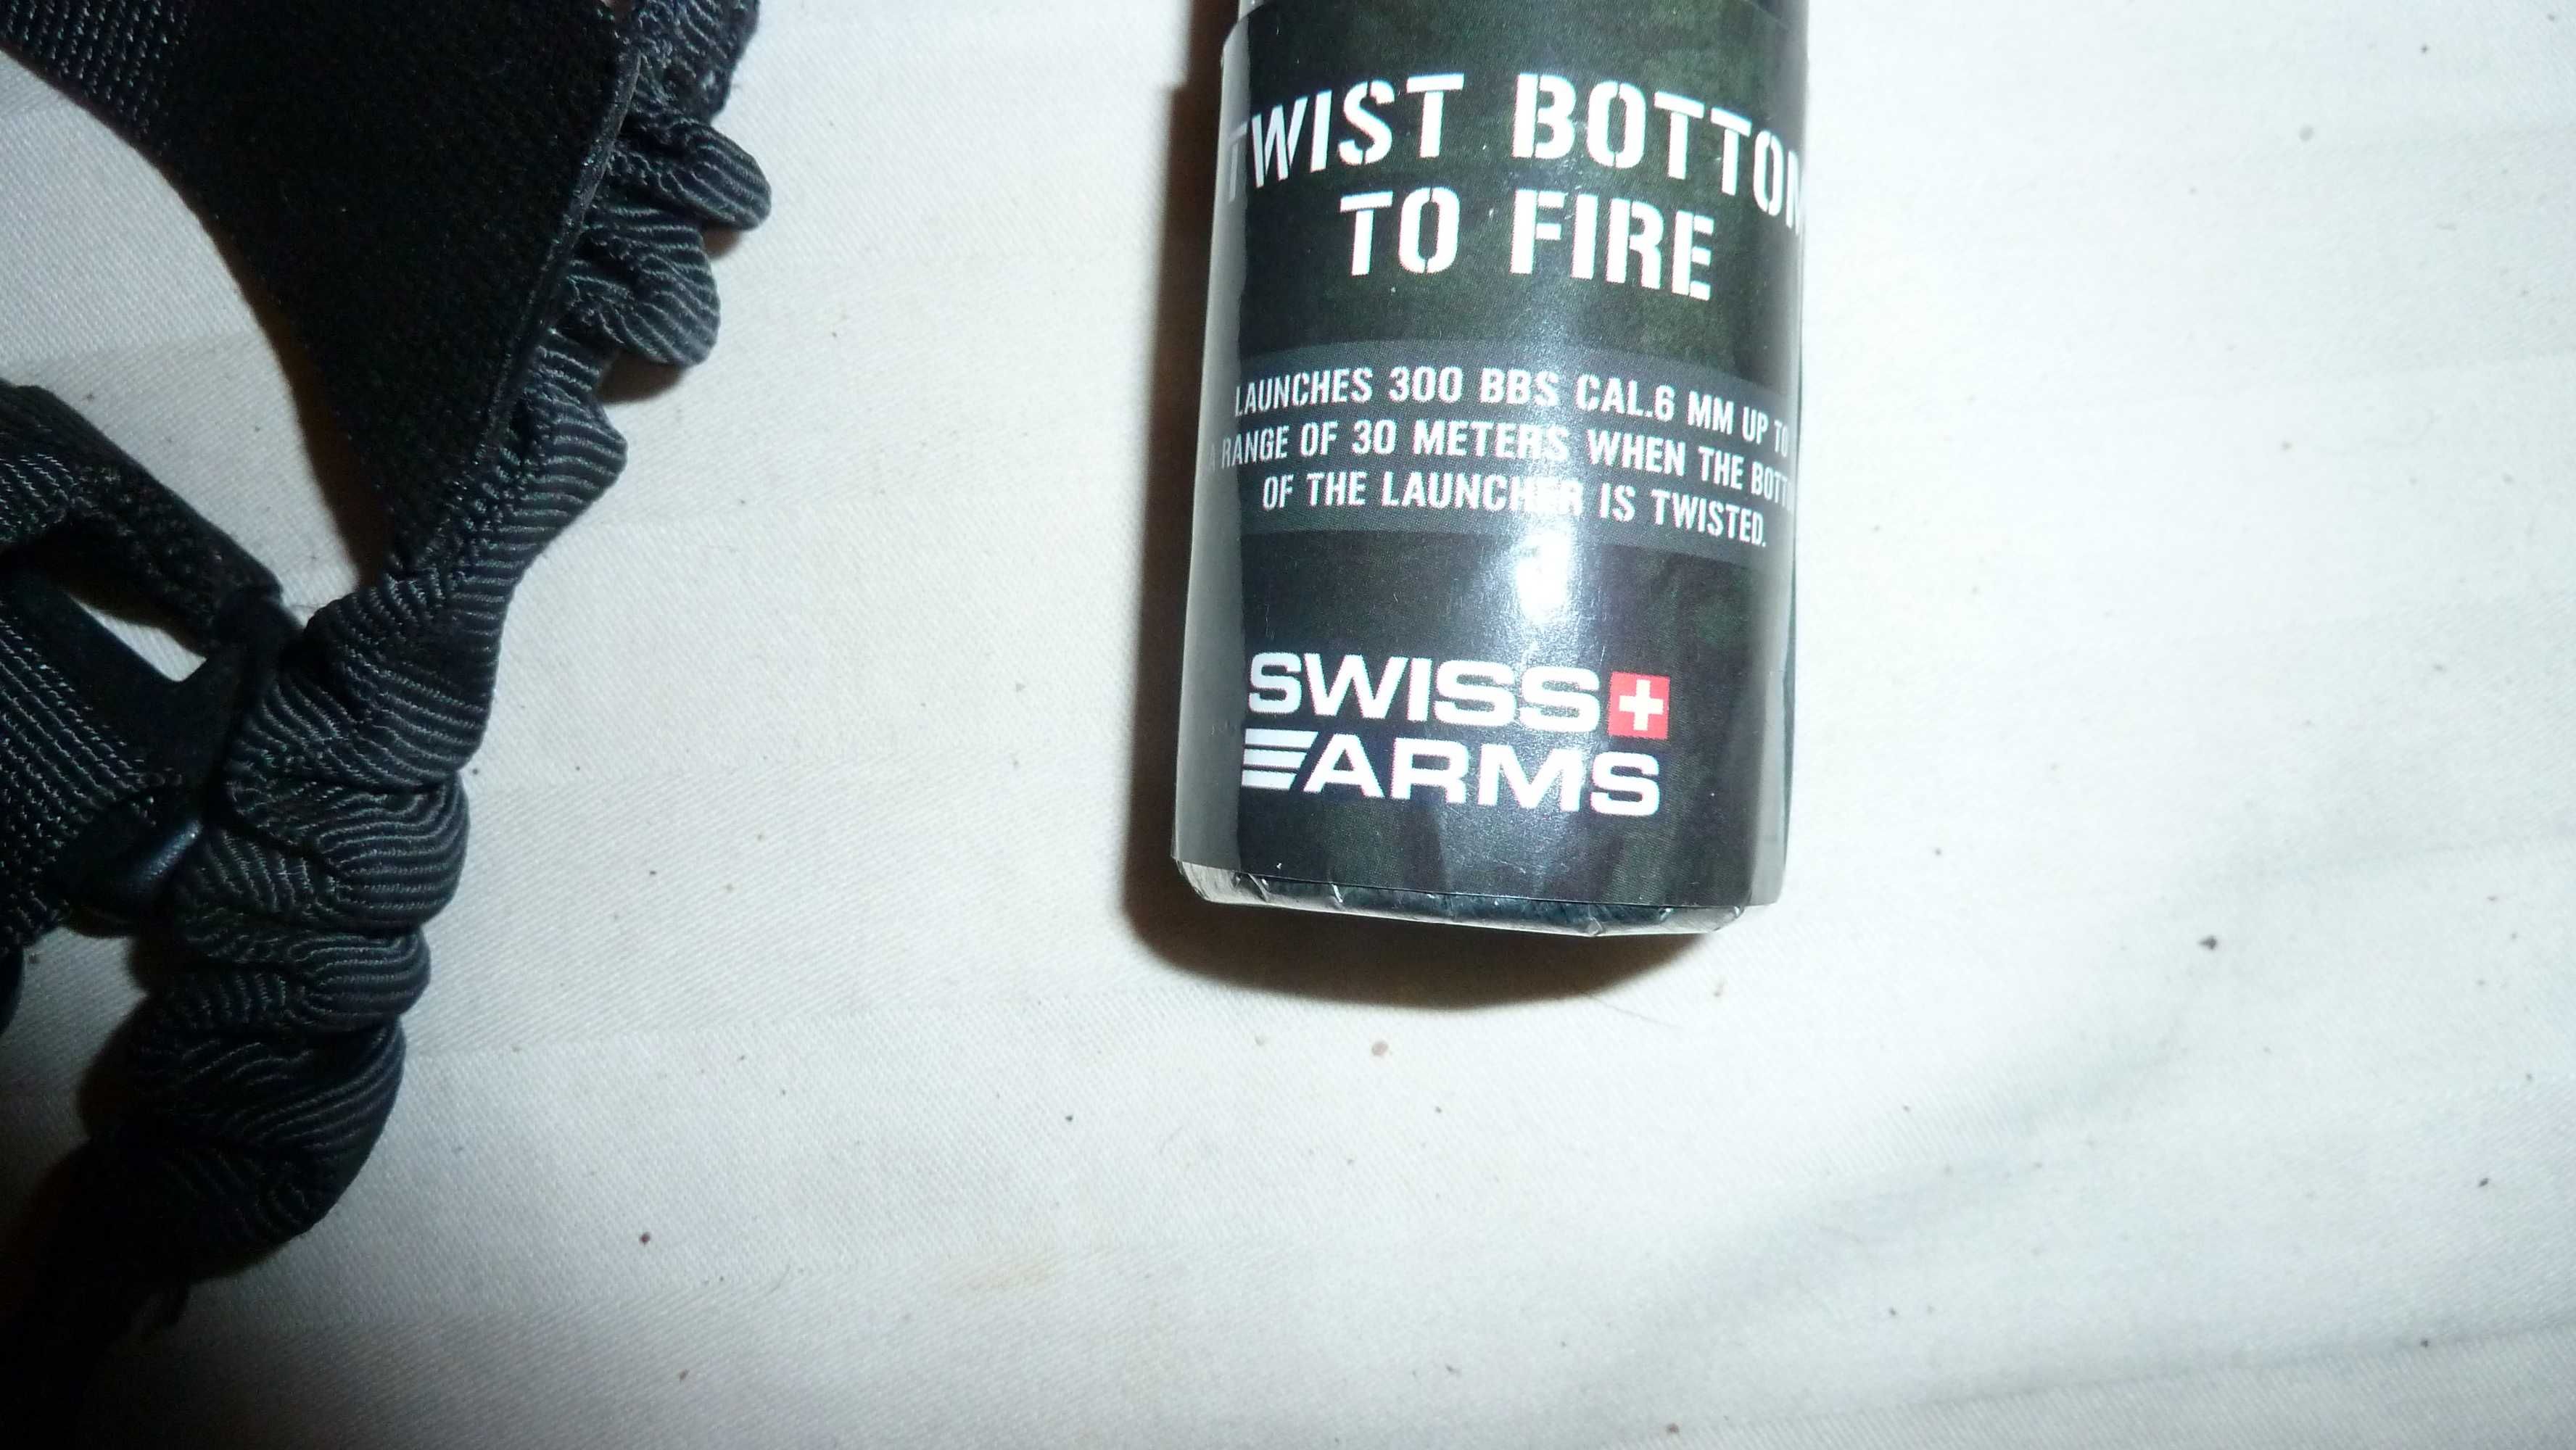 TWIST BOTTOM
TO FIRE
LAUNCHES 300 BBS CAL.6 MM UP TO
A RANGE OF 30 METERS WHEN THE BOTT
OF THE LAUNCHER IS TWISTED.
SWISS
ARMS